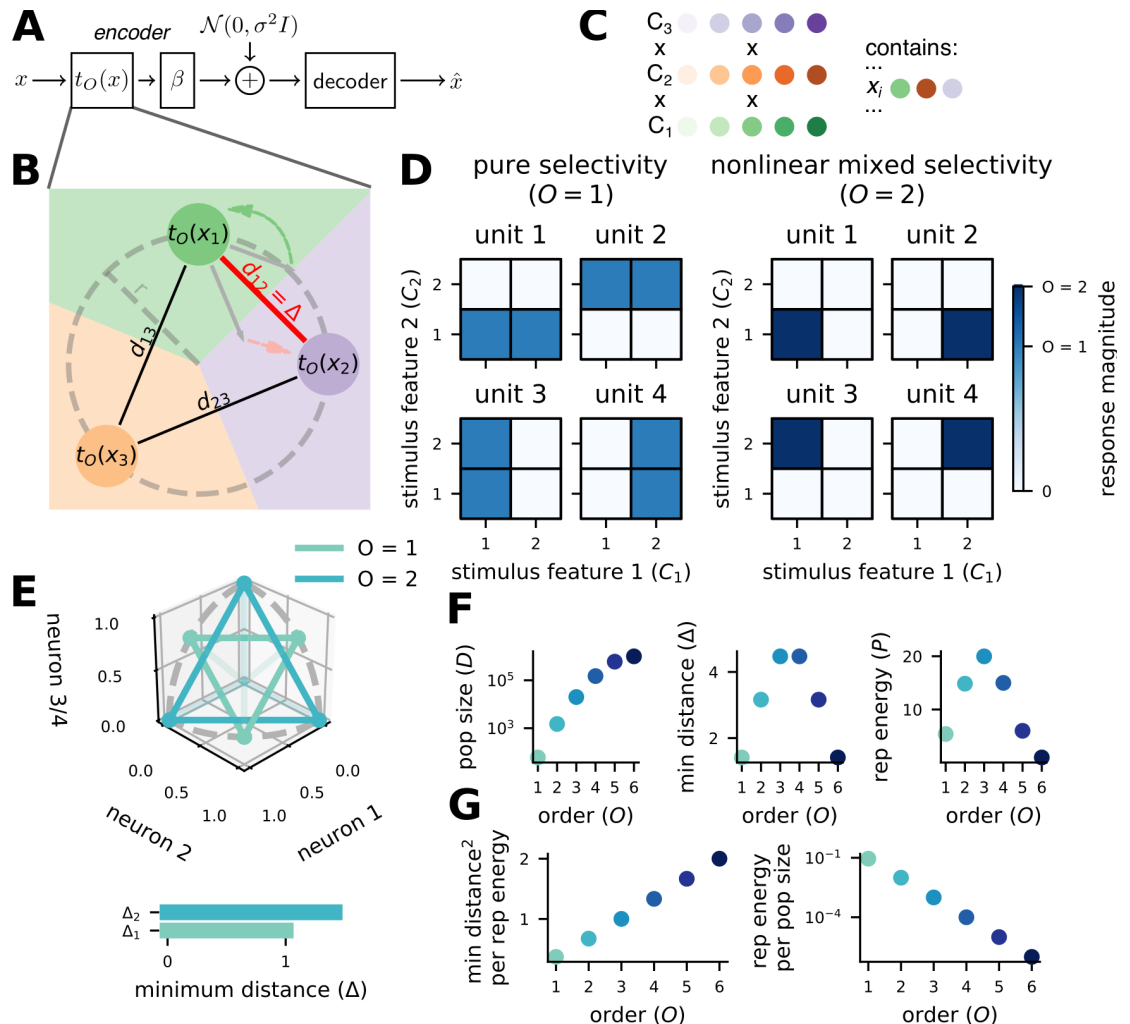 A
encoder
x
t_O(x)
β
𝒩(0, σ²I)
+
decoder
x̂
B
t_O(x₁)
d₁₂ = Δ
r
d₁₃
t_O(x₂)
d₂₃
t_O(x₃)
C
C₃
x x
C₂
x x
C₁
contains:
...
xᵢ
...
D
pure selectivity
(O = 1)
nonlinear mixed selectivity
(O = 2)
unit 1
unit 2
unit 1
unit 2
stimulus feature 2 (C₂)
2
1
stimulus feature 2 (C₂)
2
1
unit 3
unit 4
unit 3
unit 4
stimulus feature 2 (C₂)
2
1
stimulus feature 2 (C₂)
2
1
1 2
1 2
1 2
1 2
stimulus feature 1 (C₁)
stimulus feature 1 (C₁)
O = 2
O = 1
0
response magnitude
O = 1
O = 2
E
neuron 3/4
1.0
0.5
0.0
0.0
0.5
1.0
neuron 2
0.0
0.5
1.0
neuron 1
Δ₂
Δ₁
0 1
minimum distance (Δ)
F
pop size (D)
10⁵
10³
1 2 3 4 5 6
order (O)
min distance (Δ)
4
2
1 2 3 4 5 6
order (O)
rep energy (P)
20
10
1 2 3 4 5 6
order (O)
G
min distance²
per rep energy
2
1
1 2 3 4 5 6
order (O)
rep energy
per pop size
10⁻¹
10⁻⁴
1 2 3 4 5 6
order (O)